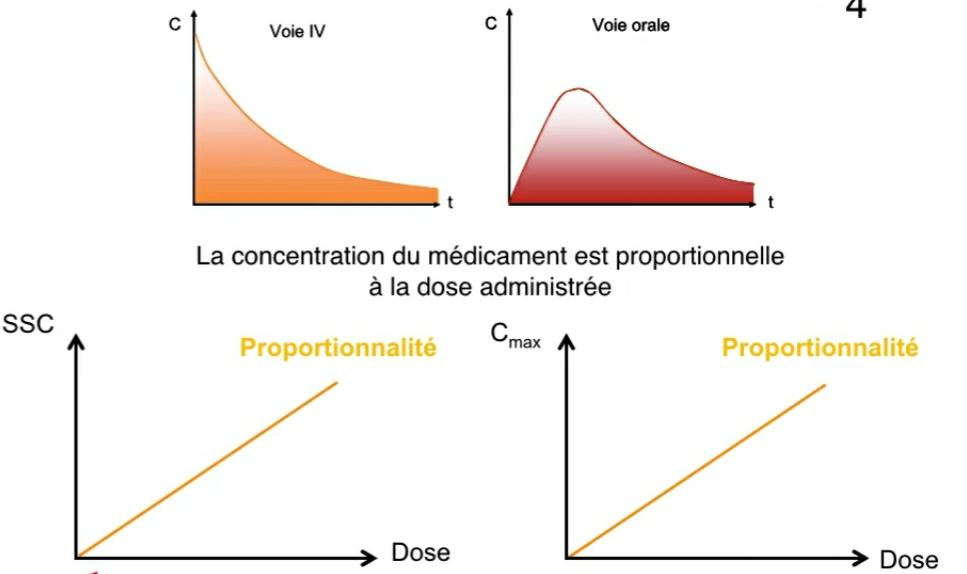 4
C
Voie IV
t
C
Voie orale
t
La concentration du médicament est proportionnelle
à la dose administrée
SSC
Proportionnalité
Dose
Cmax
Proportionnalité
Dose